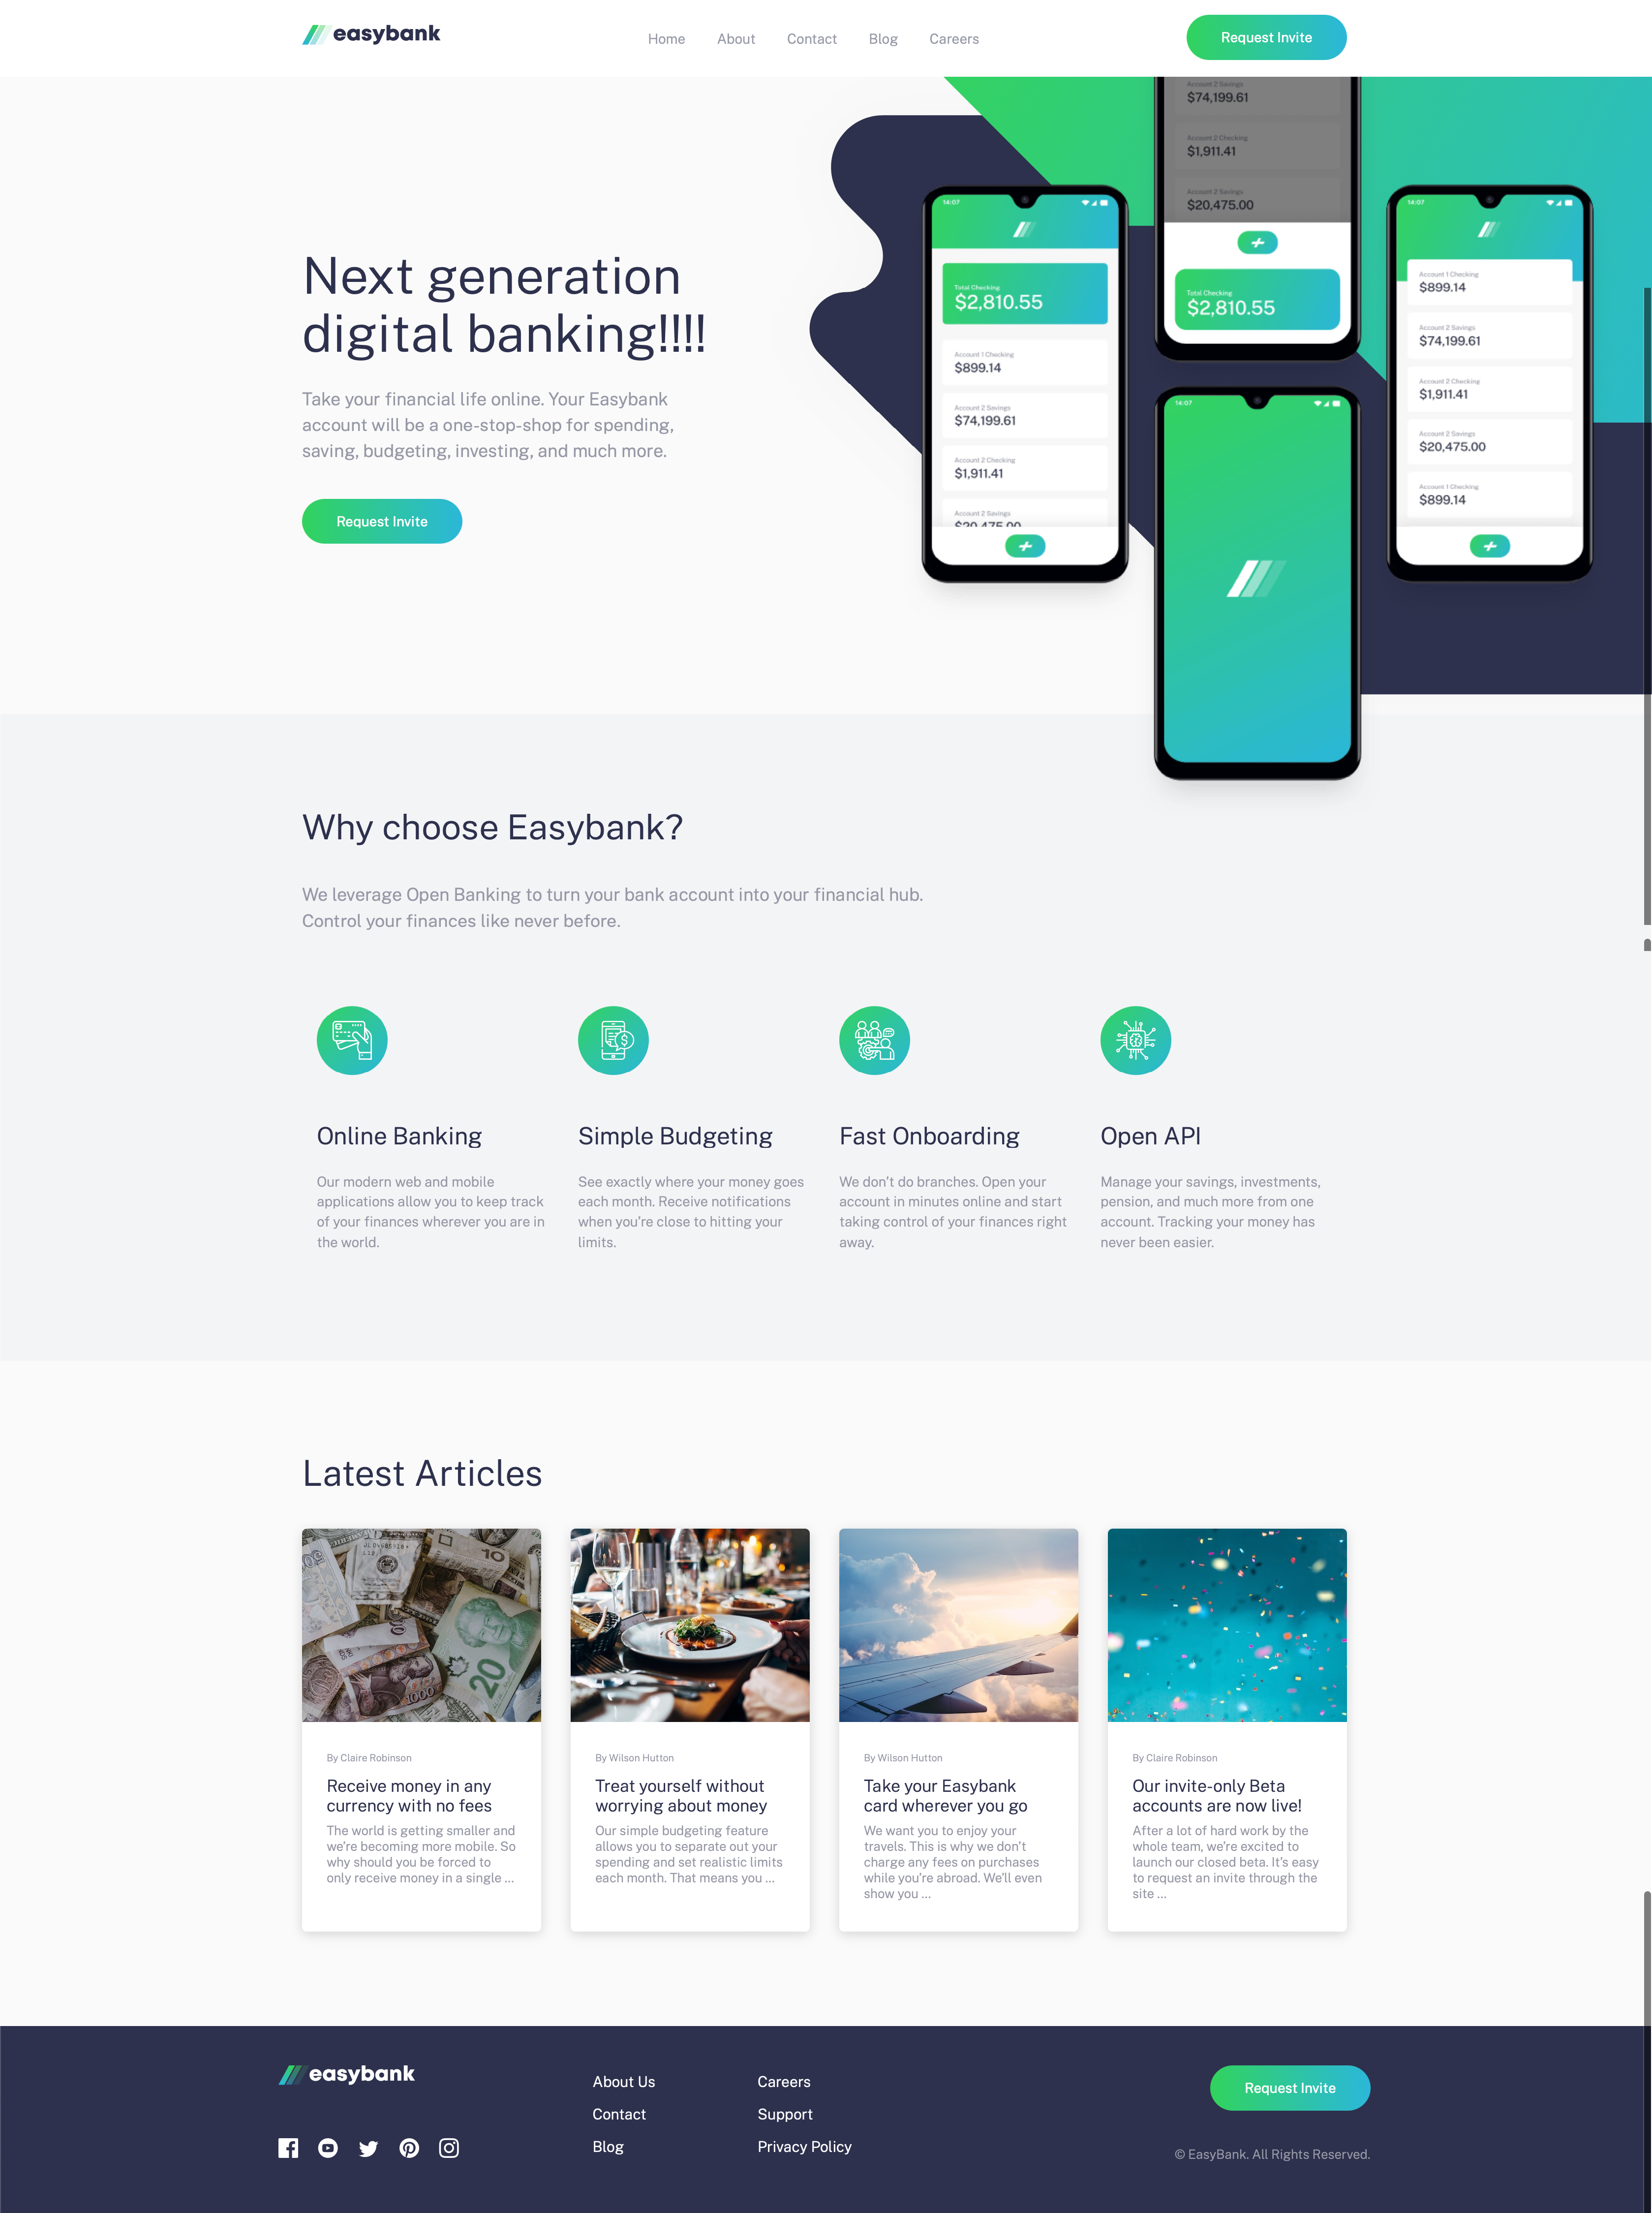 easybank
Home About Contact Blog Careers
Request Invite
Next generation
digital banking!!!!
Take your financial life online. Your Easybank
account will be a one-stop-shop for spending,
saving, budgeting, investing, and much more.
Request Invite
14:07
Total Checking
$2,810.55
Account 1 Checking
$899.14
Account 2 Savings
$74,199.61
Account 2 Checking
$1,911.41
Account 2 Savings
$20,475.00
Account 2 Savings
$74,199.61
Account 2 Checking
$1,911.41
Account 2 Savings
$20,475.00
Total Checking
$2,810.55
14:07
14:07
Account 1 Checking
$899.14
Account 2 Savings
$74,199.61
Account 2 Checking
$1,911.41
Account 2 Savings
$20,475.00
Account 1 Checking
$899.14
Why choose Easybank?
We leverage Open Banking to turn your bank account into your financial hub.
Control your finances like never before.
Online Banking
Our modern web and mobile
applications allow you to keep track
of your finances wherever you are in
the world.
Simple Budgeting
See exactly where your money goes
each month. Receive notifications
when you’re close to hitting your
limits.
Fast Onboarding
We don’t do branches. Open your
account in minutes online and start
taking control of your finances right
away.
Open API
Manage your savings, investments,
pension, and much more from one
account. Tracking your money has
never been easier.
Latest Articles
10
20
1000
By Claire Robinson
Receive money in any
currency with no fees
The world is getting smaller and
we’re becoming more mobile. So
why should you be forced to
only receive money in a single …
By Wilson Hutton
Treat yourself without
worrying about money
Our simple budgeting feature
allows you to separate out your
spending and set realistic limits
each month. That means you …
By Wilson Hutton
Take your Easybank
card wherever you go
We want you to enjoy your
travels. This is why we don’t
charge any fees on purchases
while you’re abroad. We’ll even
show you …
By Claire Robinson
Our invite-only Beta
accounts are now live!
After a lot of hard work by the
whole team, we’re excited to
launch our closed beta. It’s easy
to request an invite through the
site …
easybank
About Us
Contact
Blog
Careers
Support
Privacy Policy
Request Invite
© EasyBank. All Rights Reserved.